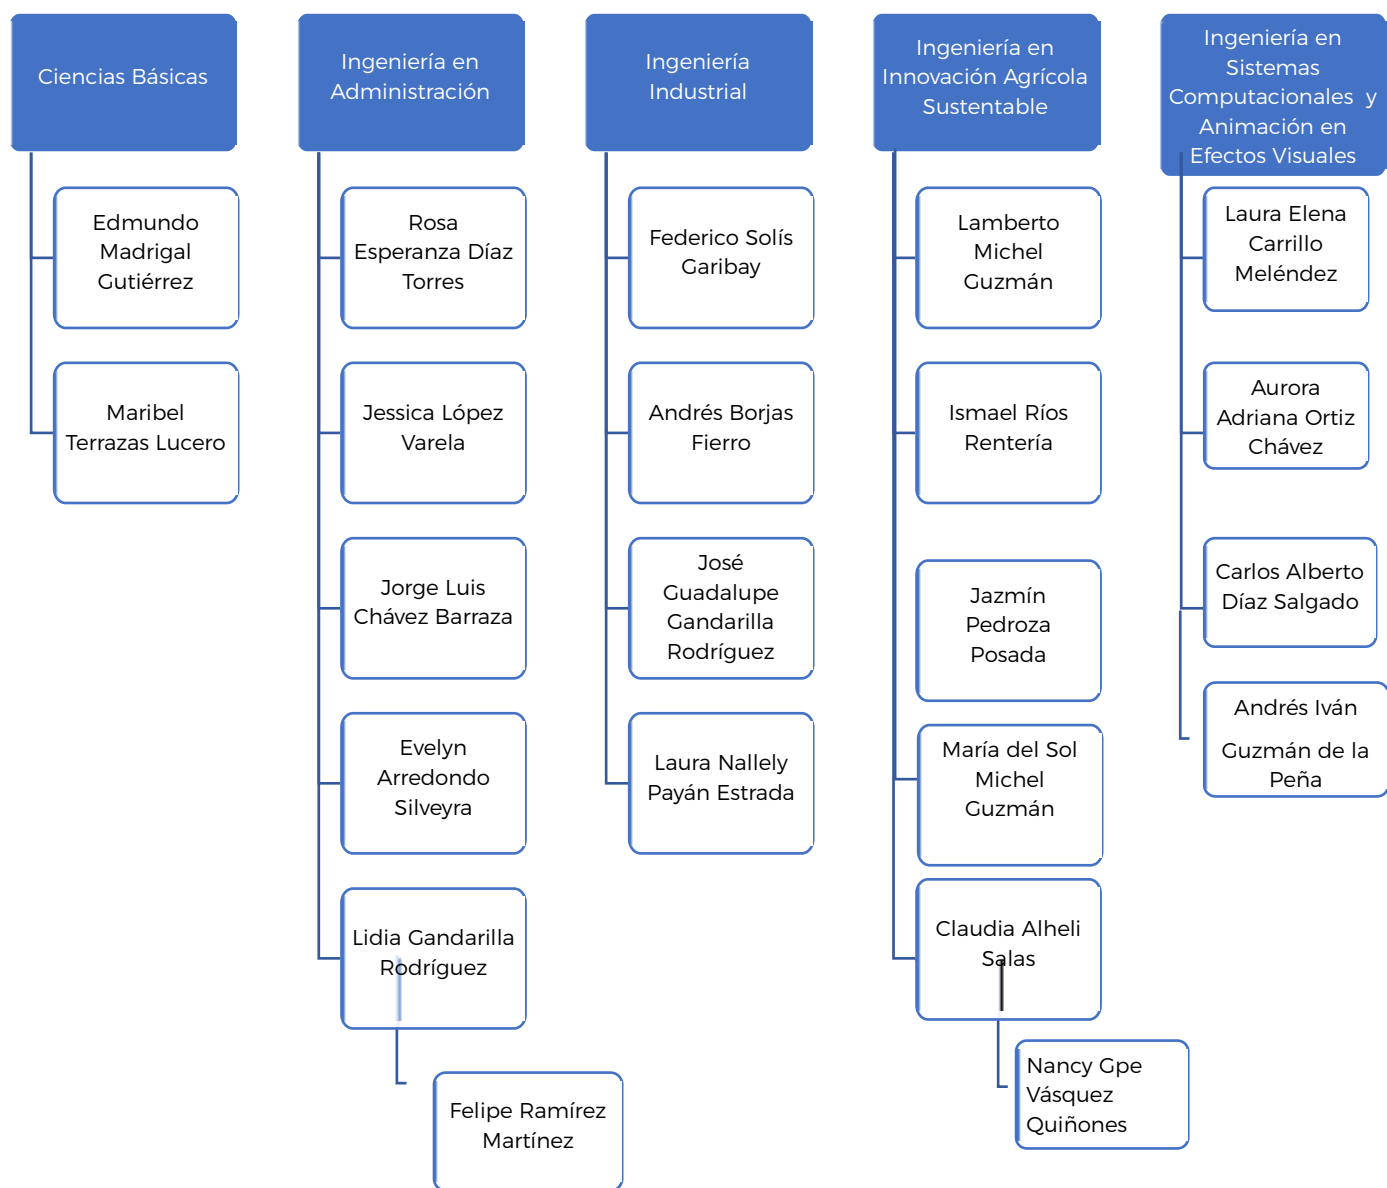 Ciencias Básicas
Edmundo
Madrigal
Gutiérrez
Maribel
Terrazas Lucero
Ingeniería en
Administración
Rosa
Esperanza Díaz
Torres
Jessica López
Varela
Jorge Luis
Chávez Barraza
Evelyn
Arredondo
Silveyra
Lidia Gandarilla
Rodríguez
Felipe Ramírez
Martínez
Ingeniería
Industrial
Federico Solís
Garibay
Andrés Borjas
Fierro
José
Guadalupe
Gandarilla
Rodríguez
Laura Nallely
Payán Estrada
Ingeniería en
Innovación Agrícola
Sustentable
Lamberto
Michel
Guzmán
Ismael Ríos
Rentería
Jazmín
Pedroza
Posada
María del Sol
Michel
Guzmán
Claudia Alheli
Salas
Nancy Gpe
Vásquez
Quiñones
Ingeniería en
Sistemas
Computacionales y
Animación en
Efectos Visuales
Laura Elena
Carrillo
Meléndez
Aurora
Adriana Ortiz
Chávez
Carlos Alberto
Díaz Salgado
Andrés Iván
Guzmán de la
Peña